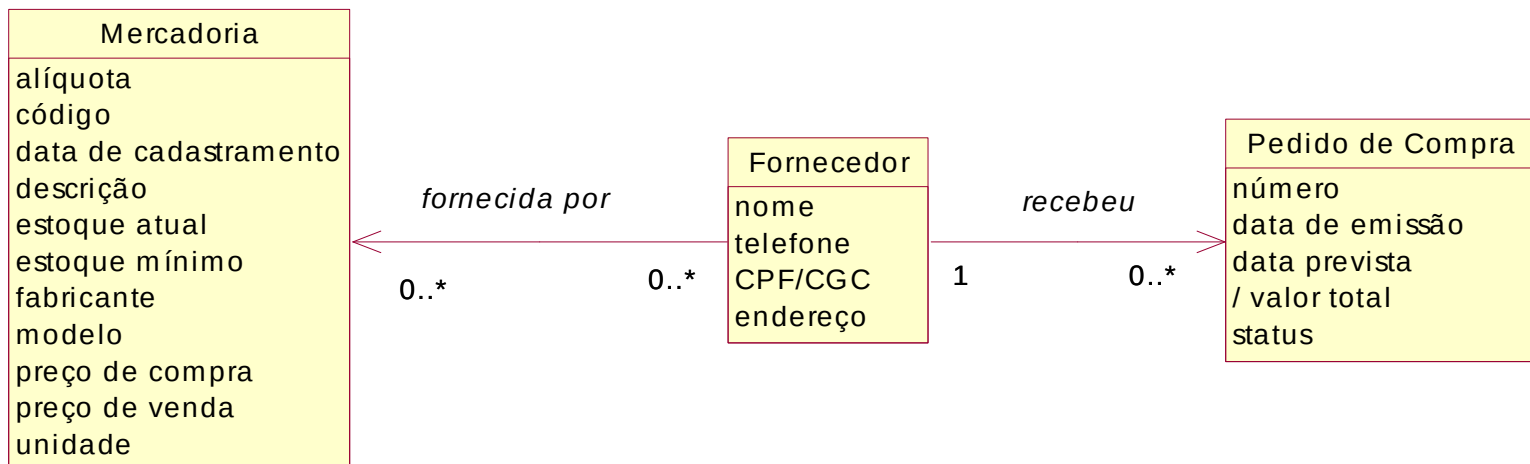 Mercadoria
alíquota
código
data de cadastramento
descrição
estoque atual
estoque mínimo
fabricante
modelo
preço de compra
preço de venda
unidade
fornecida por
0..*
0..*
Fornecedor
nome
telefone
CPF/CGC
endereço
recebeu
1
0..*
Pedido de Compra
número
data de emissão
data prevista
/ valor total
status